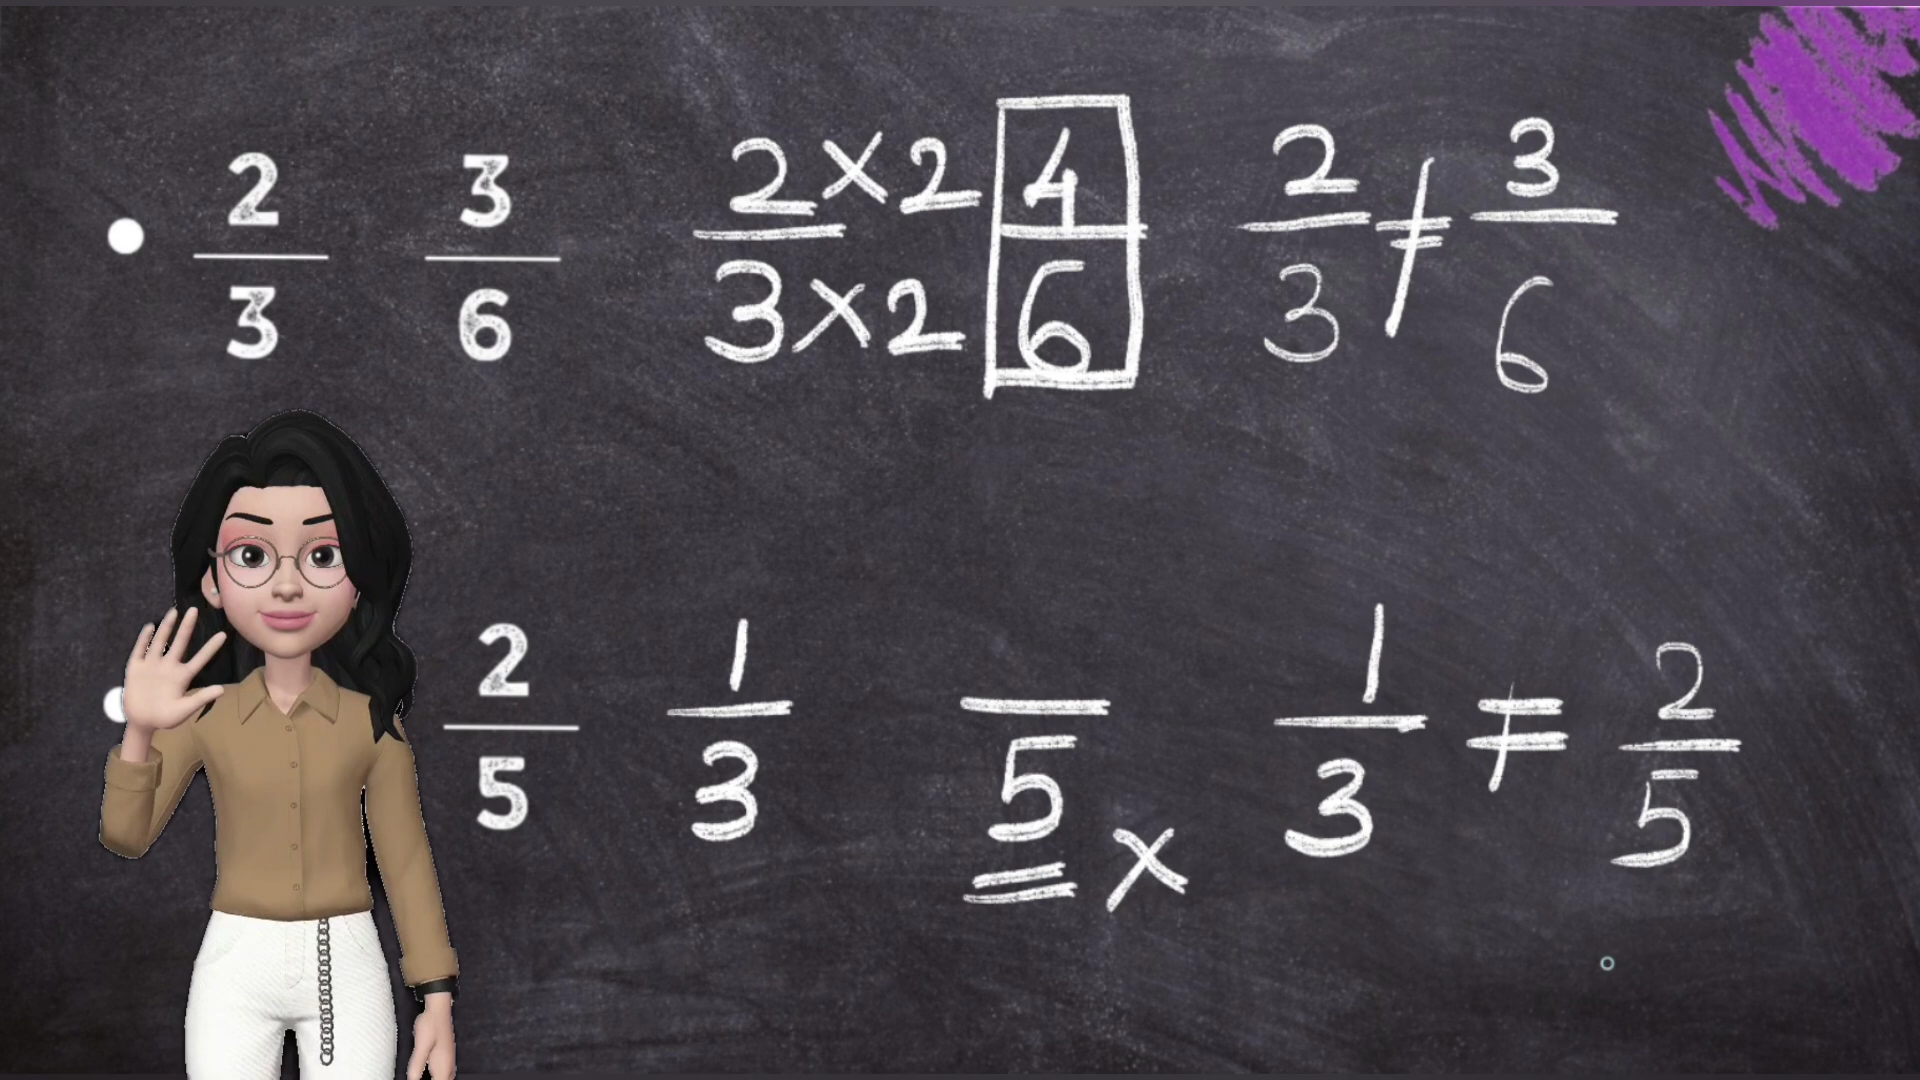 2/3 3/6 2×2/3×2 4/6 2/3 ≠ 3/6
2/5 1/3 /5 × 1/3 ≠ 2/5